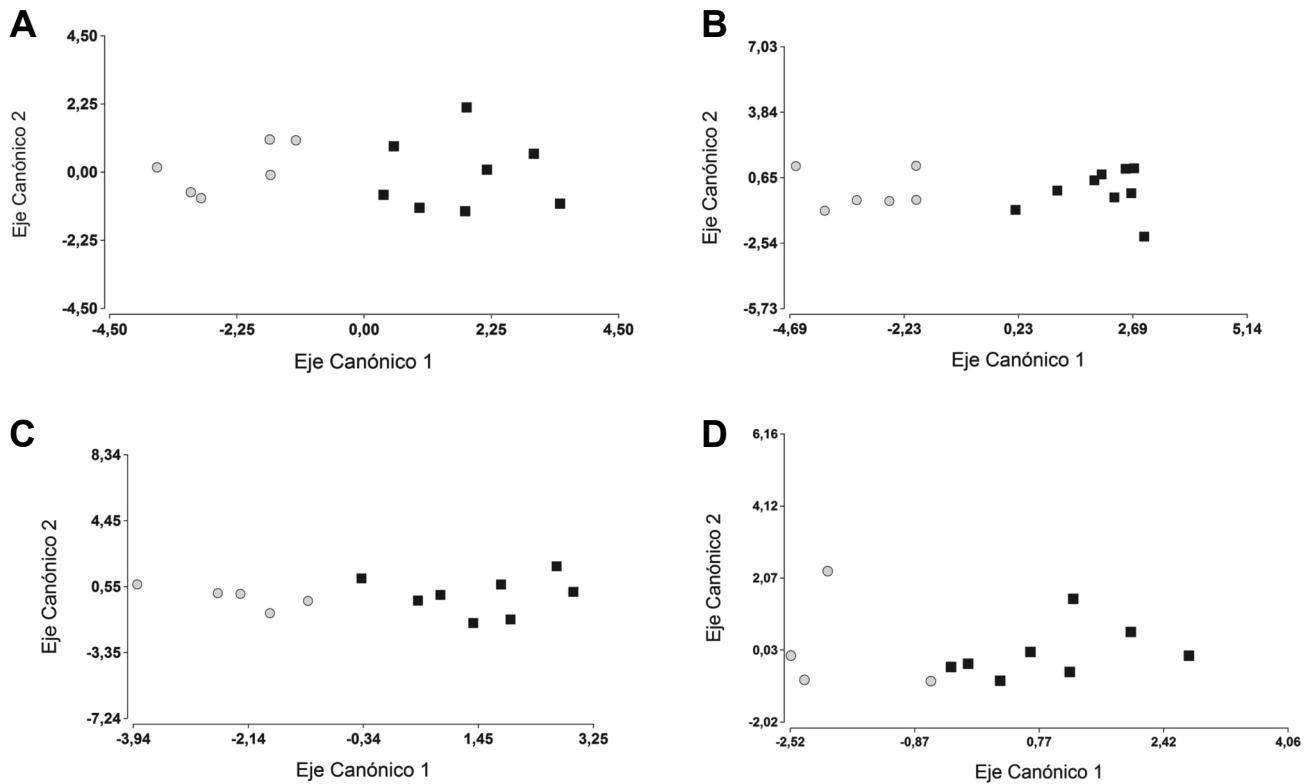 A
4,50
2,25
0,00
-2,25
-4,50
Eje Canónico 2
-4,50 -2,25 0,00 2,25 4,50
Eje Canónico 1
B
7,03
3,84
0,65
-2,54
-5,73
Eje Canónico 2
-4,69 -2,23 0,23 2,69 5,14
Eje Canónico 1
C
8,34
4,45
0,55
-3,35
-7,24
Eje Canónico 2
-3,94 -2,14 -0,34 1,45 3,25
Eje Canónico 1
D
6,16
4,12
2,07
0,03
-2,02
Eje Canónico 2
-2,52 -0,87 0,77 2,42 4,06
Eje Canónico 1